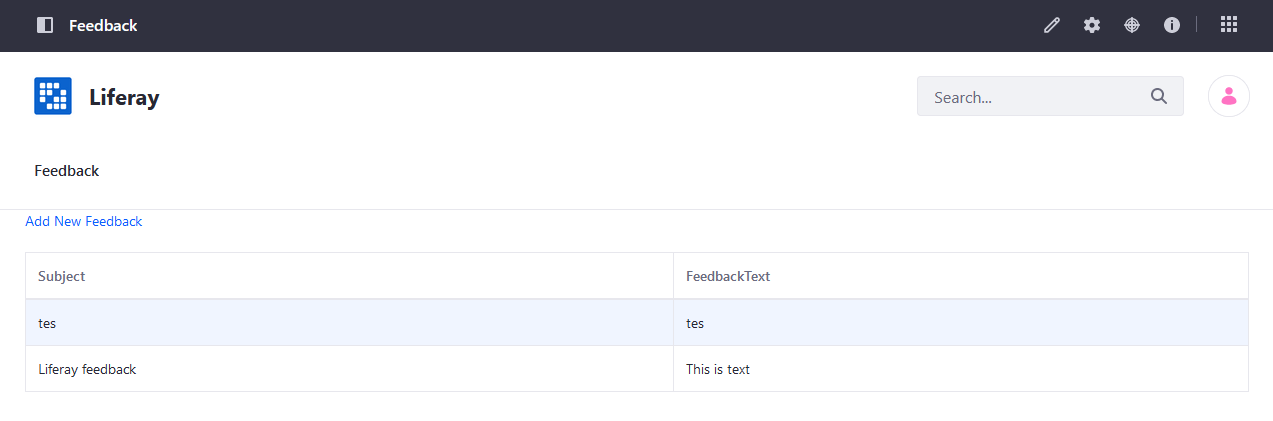 Feedback
Liferay
Search...
Feedback
Add New Feedback
Subject FeedbackText
tes tes
Liferay feedback This is text